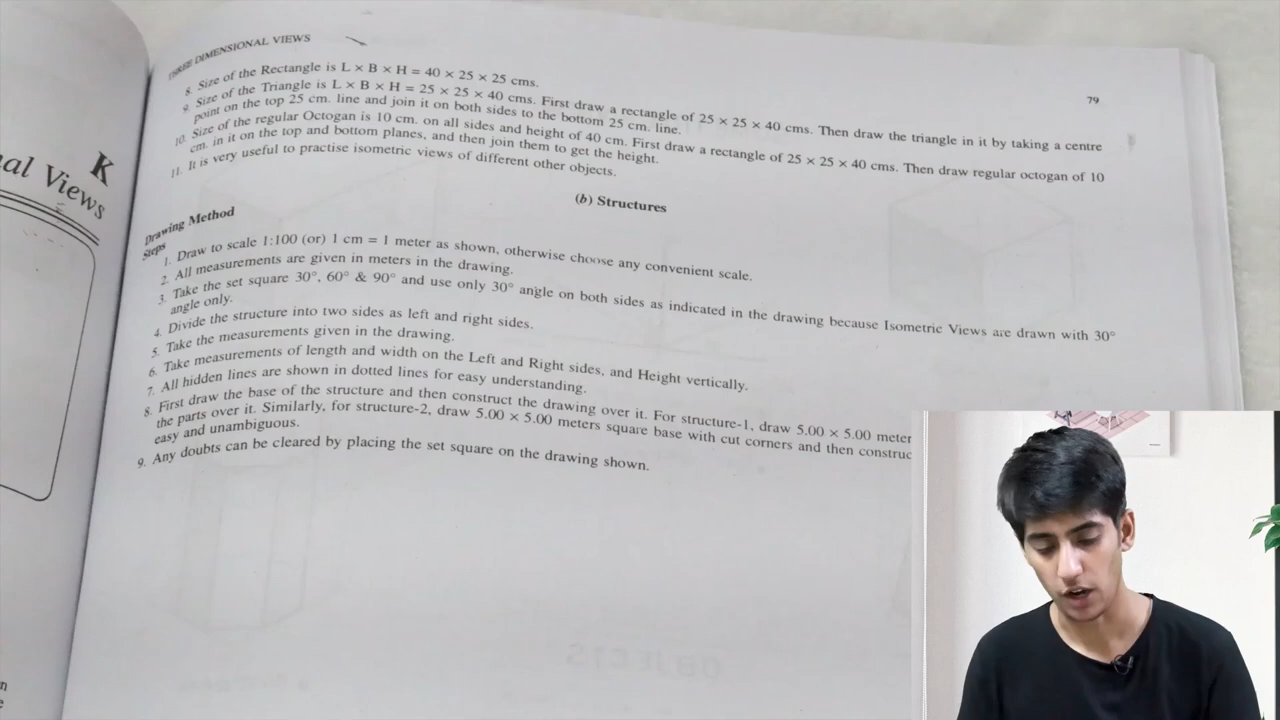 K
al Views
THREE DIMENSIONAL VIEWS
79
8. Size of the Rectangle is L × B × H = 40 × 25 × 25 cms.
9. Size of the Triangle is L × B × H = 25 × 25 × 40 cms. First draw a rectangle of 25 × 25 × 40 cms. Then draw the triangle in it by taking a centre
point on the top 25 cm. line and join it on both sides to the bottom 25 cm. line.
10. Size of the regular Octogan is 10 cm. on all sides and height of 40 cm. First draw a rectangle of 25 × 25 × 40 cms. Then draw regular octogan of 10
cm. in it on the top and bottom planes, and then join them to get the height.
11. It is very useful to practise isometric views of different other objects.
(b) Structures
Drawing Method
Steps
1. Draw to scale 1:100 (or) 1 cm = 1 meter as shown, otherwise choose any convenient scale.
2. All measurements are given in meters in the drawing.
3. Take the set square 30°, 60° & 90° and use only 30° angle on both sides as indicated in the drawing because Isometric Views are drawn with 30°
angle only.
4. Divide the structure into two sides as left and right sides.
5. Take the measurements given in the drawing.
6. Take measurements of length and width on the Left and Right sides, and Height vertically.
7. All hidden lines are shown in dotted lines for easy understanding.
8. First draw the base of the structure and then construct the drawing over it. For structure-1, draw 5.00 × 5.00 meter
the parts over it. Similarly, for structure-2, draw 5.00 × 5.00 meters square base with cut corners and then construc
easy and unambiguous.
9. Any doubts can be cleared by placing the set square on the drawing shown.